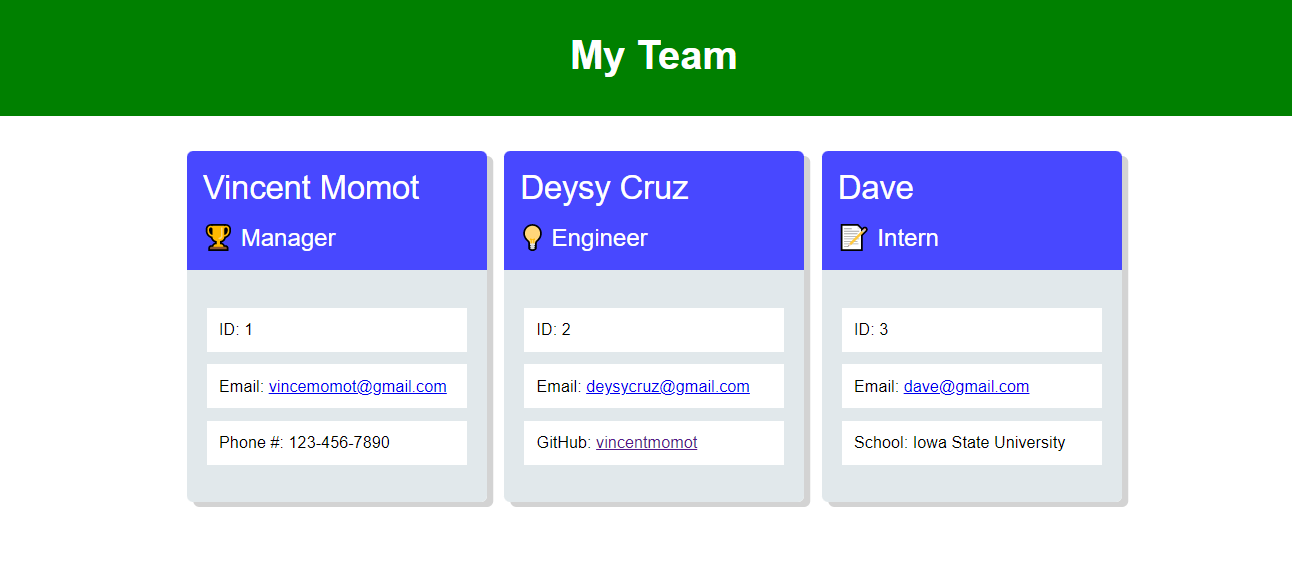 My Team
Vincent Momot
🏆 Manager
ID: 1
Email: vincemomot@gmail.com
Phone #: 123-456-7890
Deysy Cruz
💡 Engineer
ID: 2
Email: deysycruz@gmail.com
GitHub: vincentmomot
Dave
📝 Intern
ID: 3
Email: dave@gmail.com
School: Iowa State University